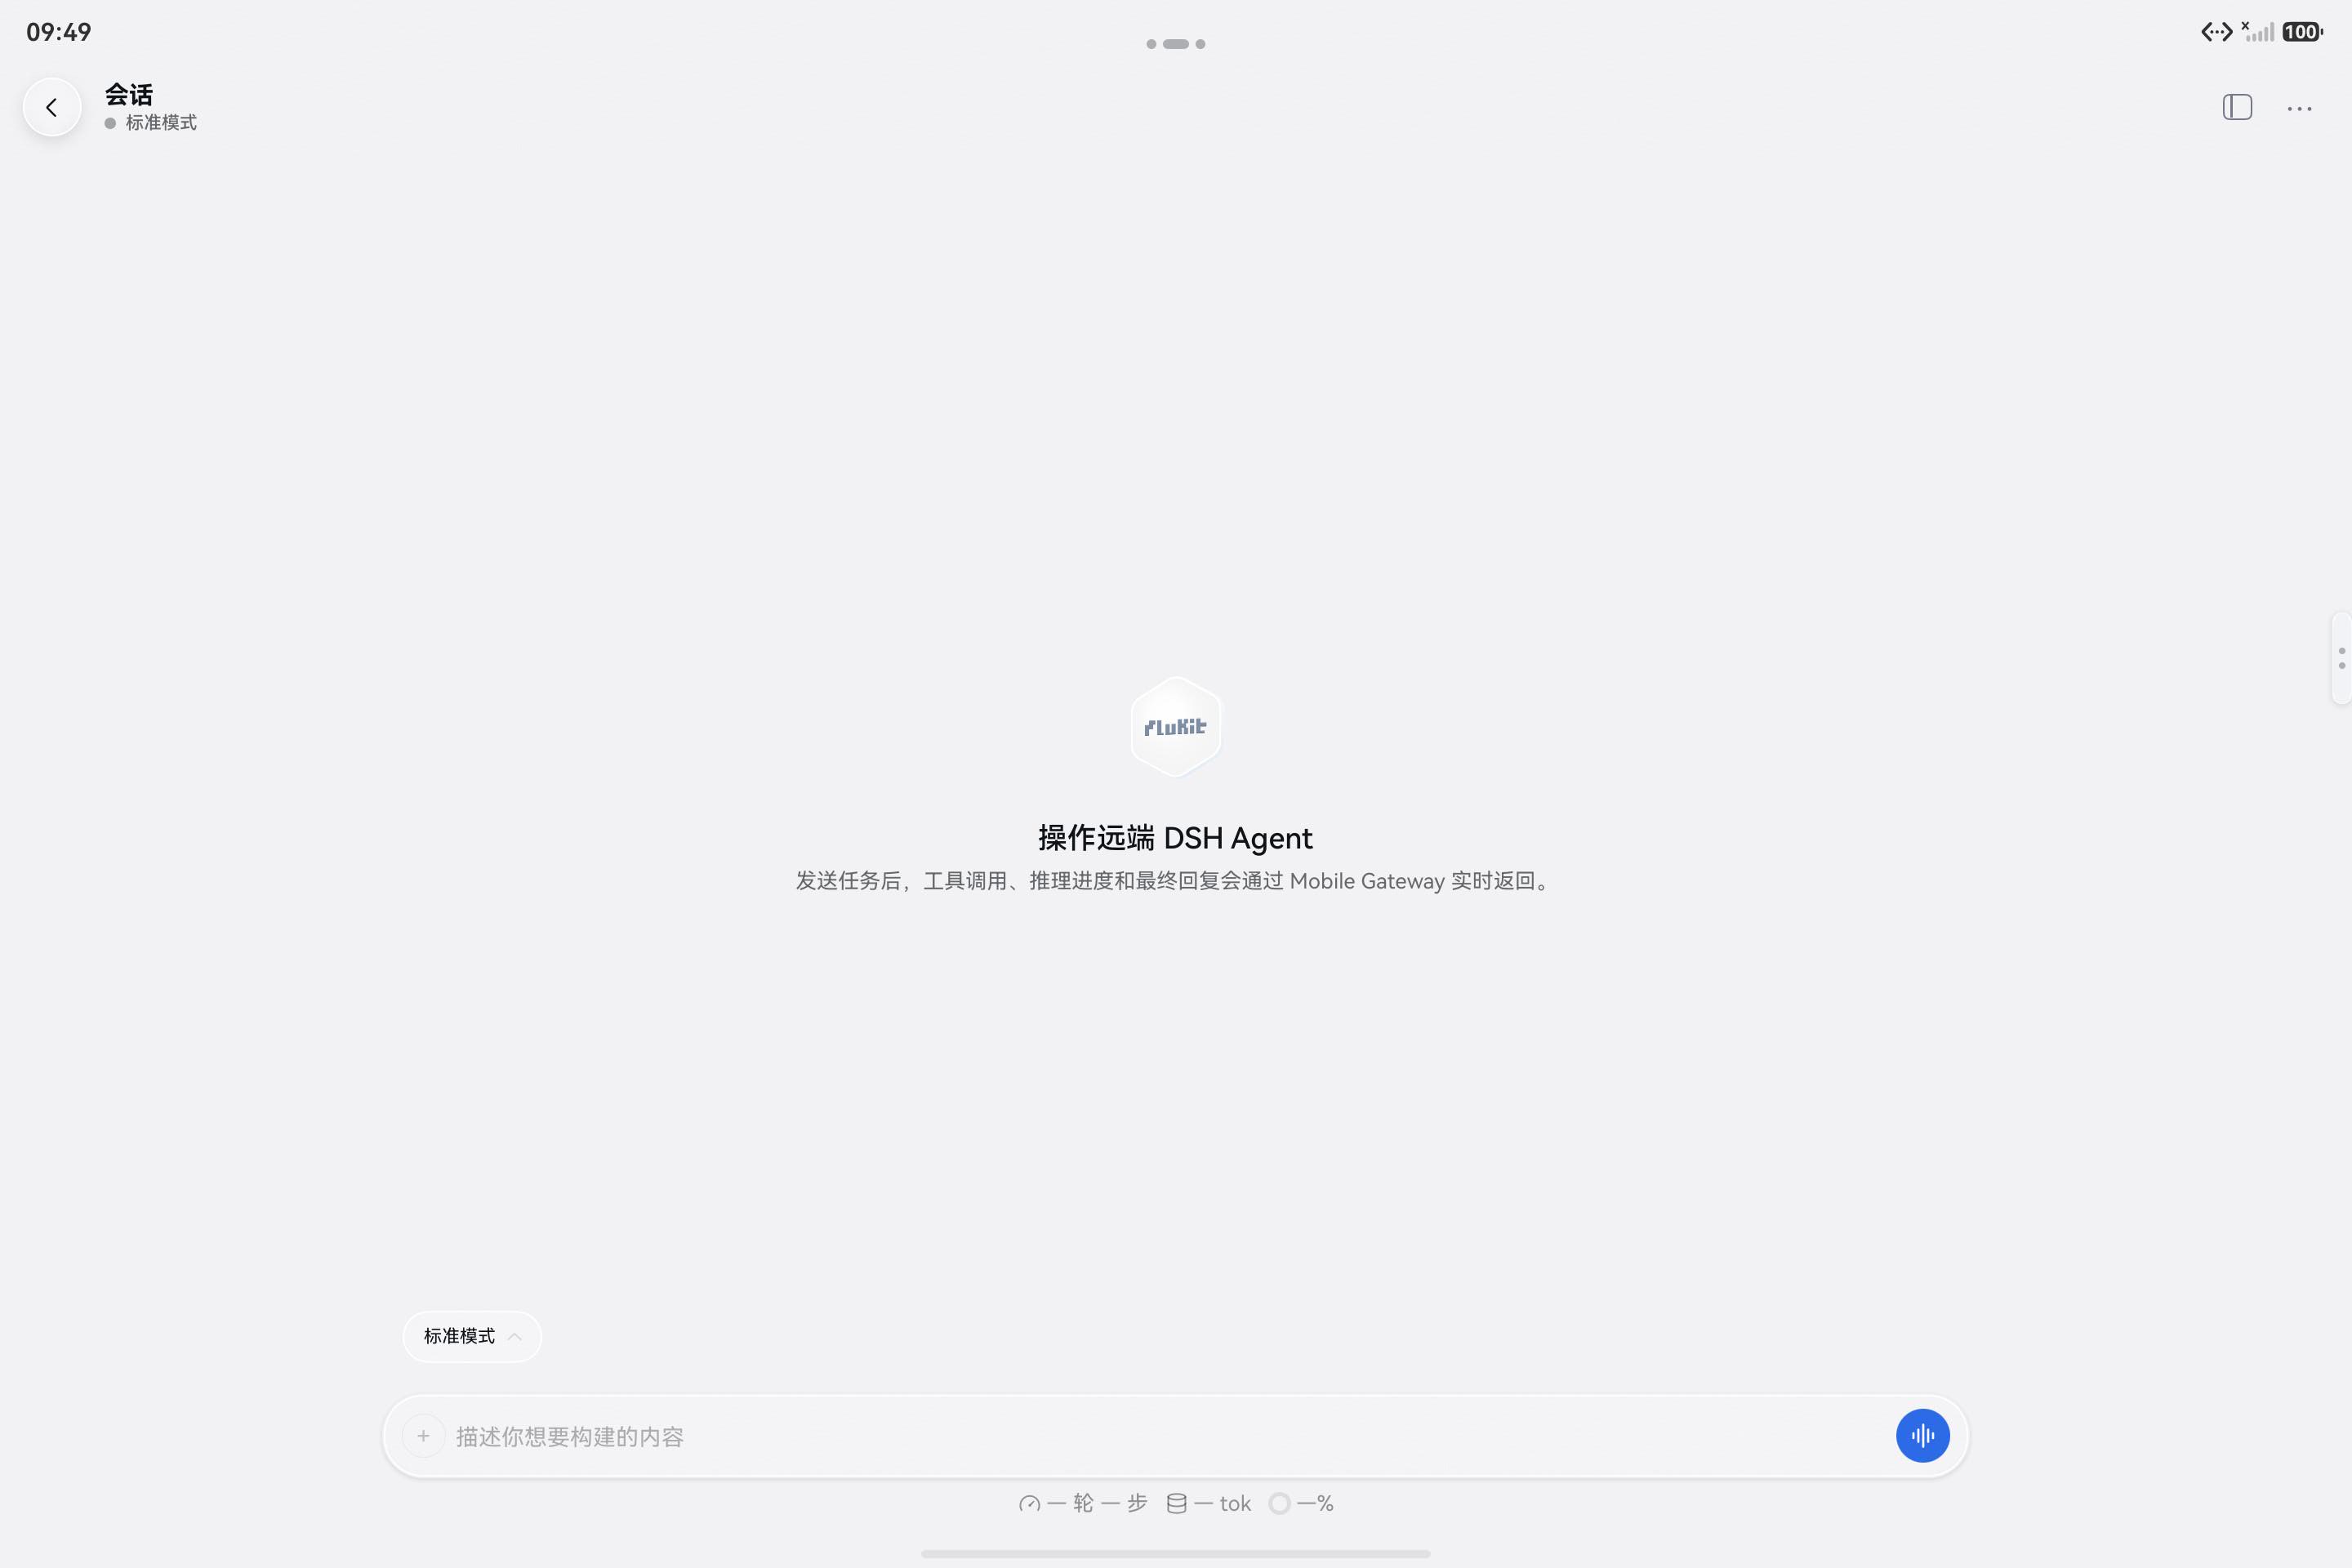 09:49
100
会话
标准模式
fluKit
操作远端 DSH Agent
发送任务后，工具调用、推理进度和最终回复会通过 Mobile Gateway 实时返回。
标准模式
描述你想要构建的内容
— 轮 — 步 — tok —%